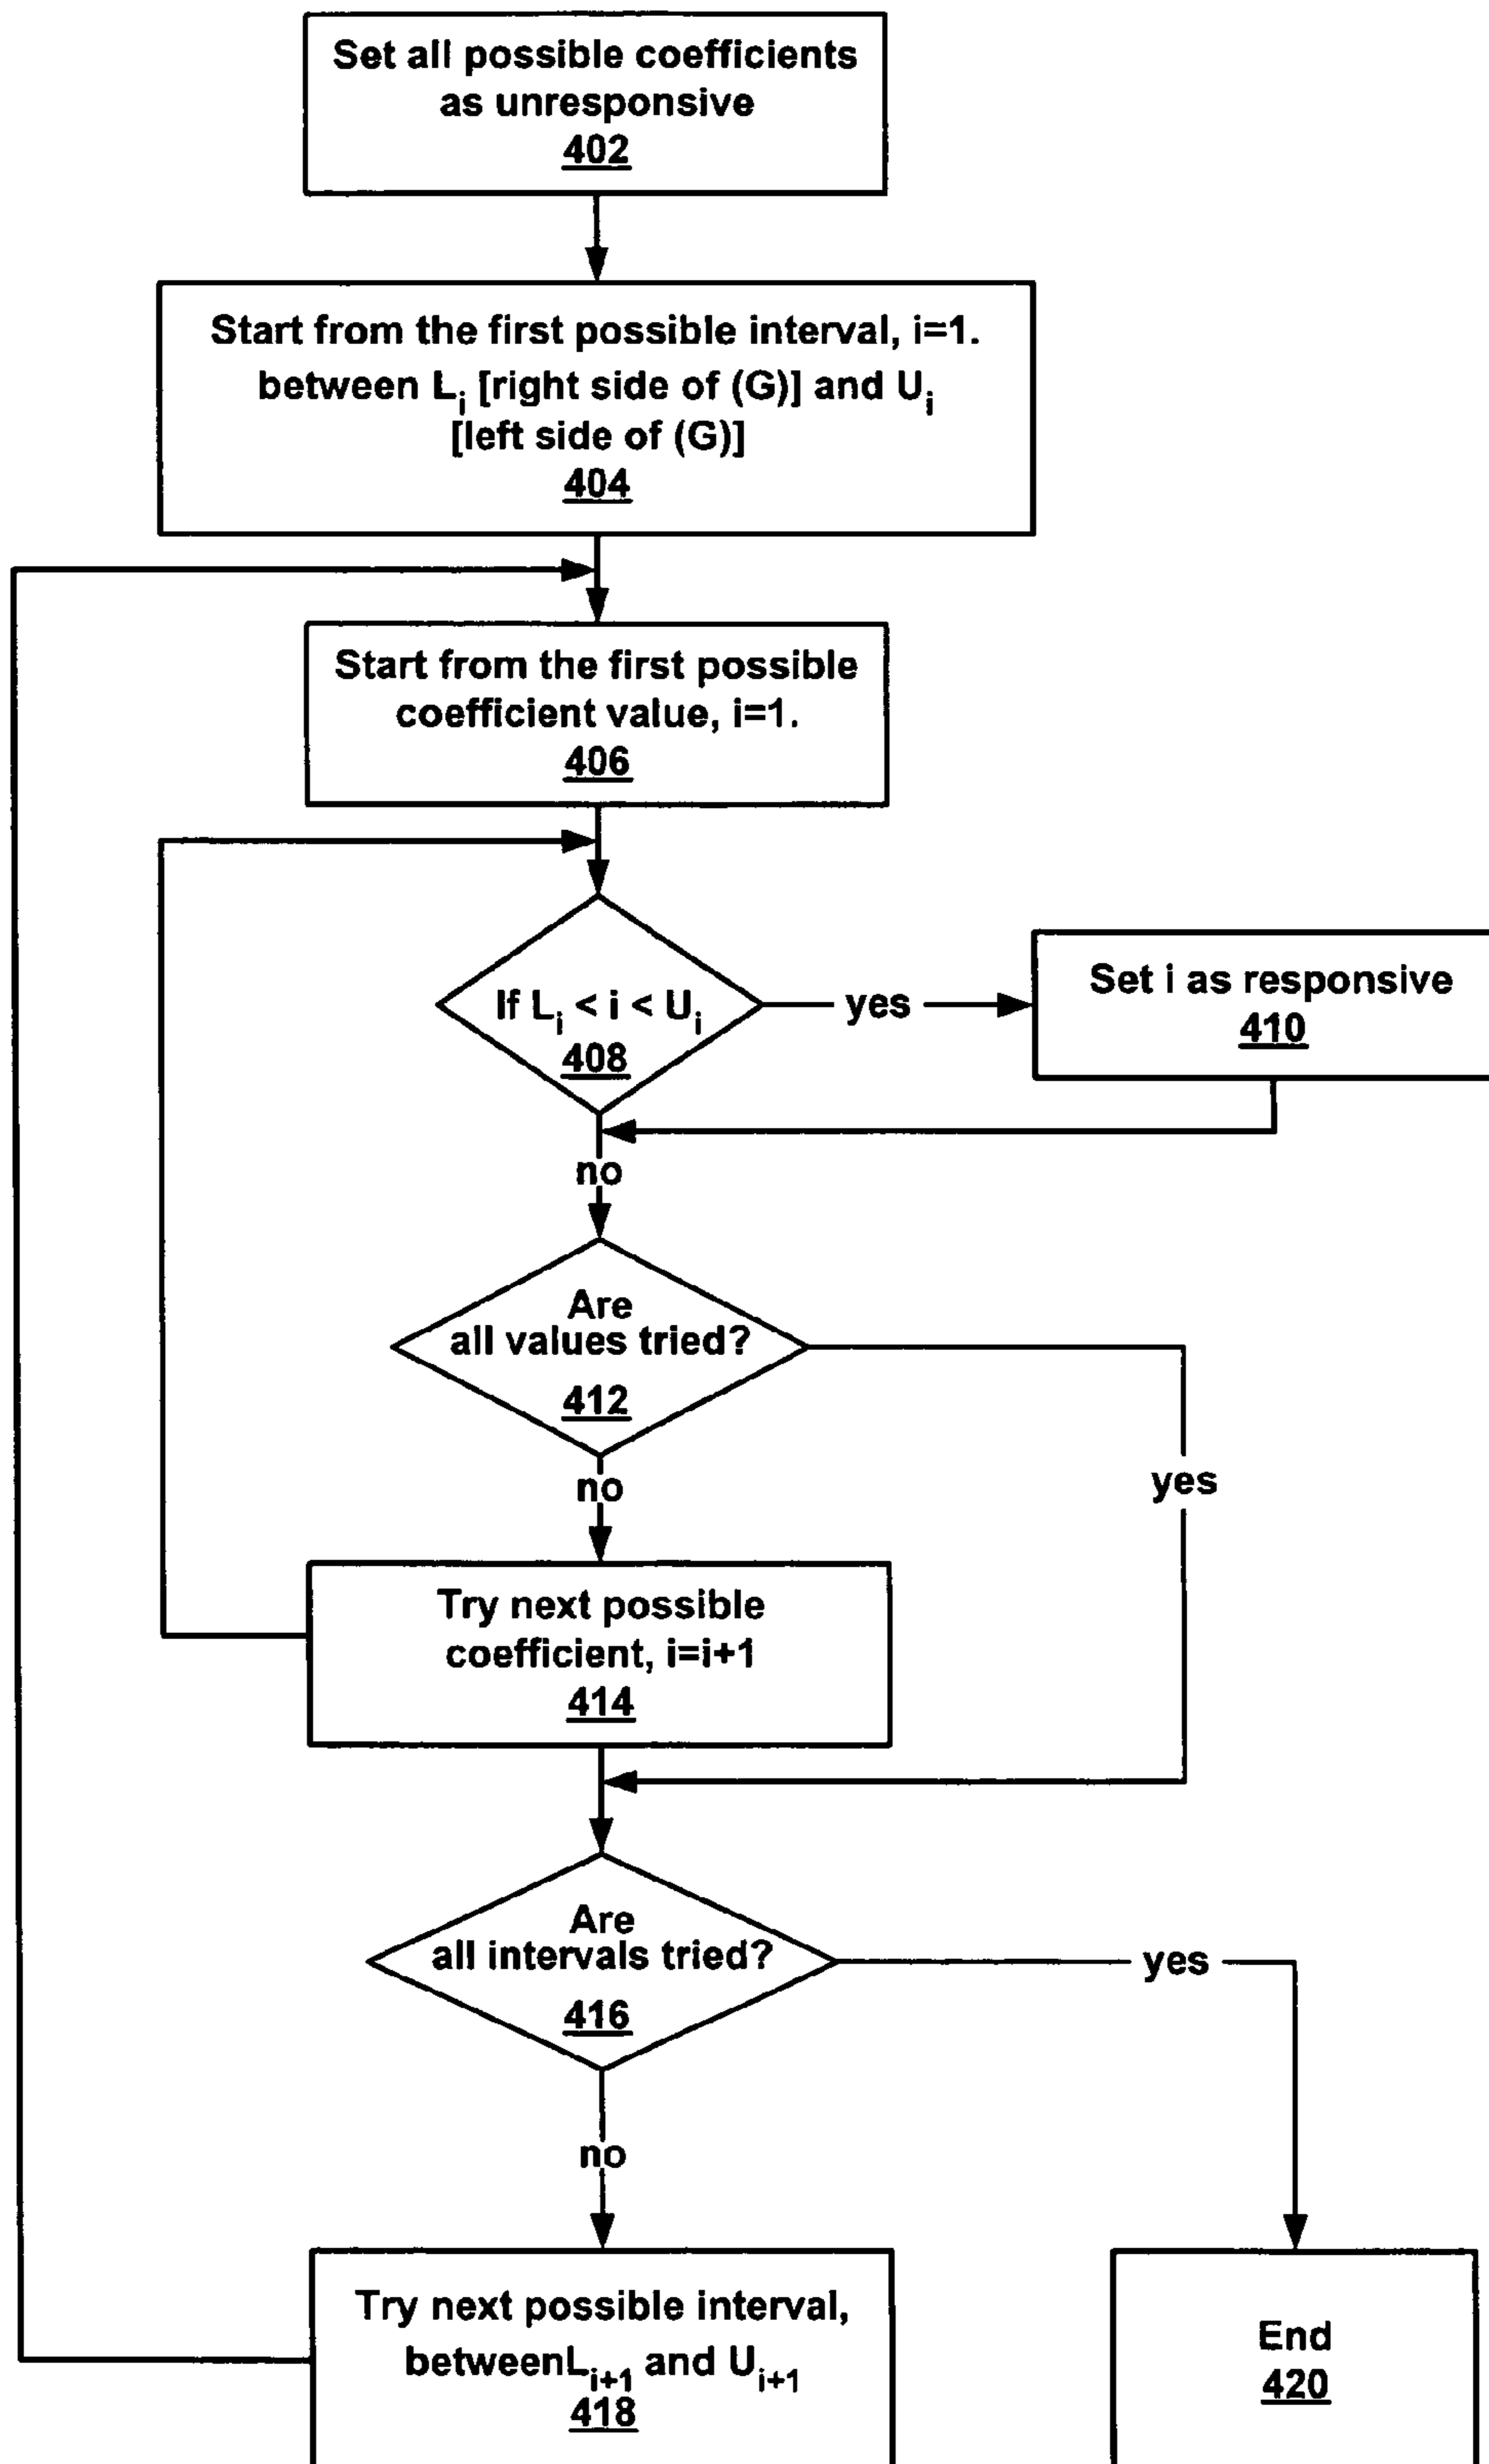 Set all possible coefficients
as unresponsive
402
Start from the first possible interval, i=1.
between Li [right side of (G)] and Ui
[left side of (G)]
404
Start from the first possible
coefficient value, i=1.
406
If Li < i < Ui
408
yes
Set i as responsive
410
no
Are
all values tried?
412
yes
no
Try next possible
coefficient, i=i+1
414
Are
all intervals tried?
416
yes
no
Try next possible interval,
betweenLi+1 and Ui+1
418
End
420